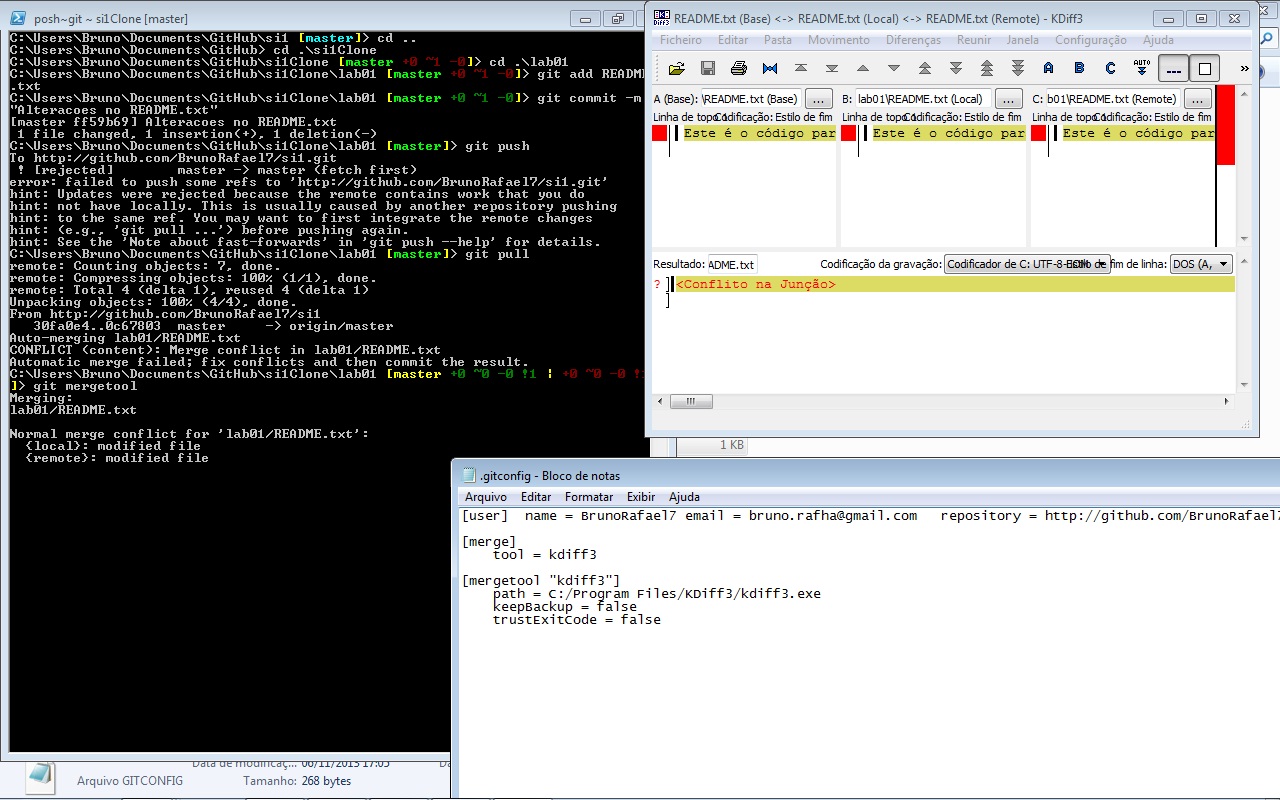 posh~git ~ si1Clone [master]
C:\Users\Bruno\Documents\GitHub\si1 [master]> cd ..
C:\Users\Bruno\Documents\GitHub> cd .\si1Clone
C:\Users\Bruno\Documents\GitHub\si1Clone [master +0 ~1 -0]> cd .\lab01
C:\Users\Bruno\Documents\GitHub\si1Clone\lab01 [master +0 ~1 -0]> git add README
.txt
C:\Users\Bruno\Documents\GitHub\si1Clone\lab01 [master +0 ~1 -0]> git commit -m
"Alteracoes no README.txt"
[master ff59b69] Alteracoes no README.txt
1 file changed, 1 insertion(+), 1 deletion(-)
C:\Users\Bruno\Documents\GitHub\si1Clone\lab01 [master]> git push
To http://github.com/BrunoRafael7/si1.git
! [rejected] master -> master (fetch first)
error: failed to push some refs to 'http://github.com/BrunoRafael7/si1.git'
hint: Updates were rejected because the remote contains work that you do
hint: not have locally. This is usually caused by another repository pushing
hint: to the same ref. You may want to first integrate the remote changes
hint: (e.g., 'git pull ...') before pushing again.
hint: See the 'Note about fast-forwards' in 'git push --help' for details.
C:\Users\Bruno\Documents\GitHub\si1Clone\lab01 [master]> git pull
remote: Counting objects: 7, done.
remote: Compressing objects: 100% (1/1), done.
remote: Total 4 (delta 1), reused 4 (delta 1)
Unpacking objects: 100% (4/4), done.
From http://github.com/BrunoRafael7/si1
30fa0e4..0c67803 master -> origin/master
Auto-merging lab01/README.txt
CONFLICT (content): Merge conflict in lab01/README.txt
Automatic merge failed; fix conflicts and then commit the result.
C:\Users\Bruno\Documents\GitHub\si1Clone\lab01 [master +0 ~0 -0 !1 | +0 ~0 -0 !
]> git mergetool
Merging:
lab01/README.txt
Normal merge conflict for 'lab01/README.txt':
{local}: modified file
{remote}: modified file
README.txt (Base) <-> README.txt (Local) <-> README.txt (Remote) - KDiff3
Ficheiro Editar Pasta Movimento Diferenças Reunir Janela Configuração Ajuda
A B C AUTO »
A (Base): \README.txt (Base) ... B: lab01\README.txt (Local) ... C: b01\README.txt (Remote) ...
Linha de topo Codificação: Estilo de fim Linha de topo Codificação: Estilo de fim Linha de topo Codificação: Estilo de fim
Este é o código par Este é o código par Este é o código par
Resultado: ADME.txt Codificação da gravação: Codificador de C: UTF-8 de fim de linha: DOS (A,
? <Conflito na Junção>
1 KB
.gitconfig - Bloco de notas
Arquivo Editar Formatar Exibir Ajuda
[user] name = BrunoRafael7 email = bruno.rafha@gmail.com repository = http://github.com/BrunoRafael7
[merge]
tool = kdiff3
[mergetool "kdiff3"]
path = C:/Program Files/KDiff3/kdiff3.exe
keepBackup = false
trustExitCode = false
Data de modificaç... 06/11/2013 17:05
Arquivo GITCONFIG Tamanho: 268 bytes